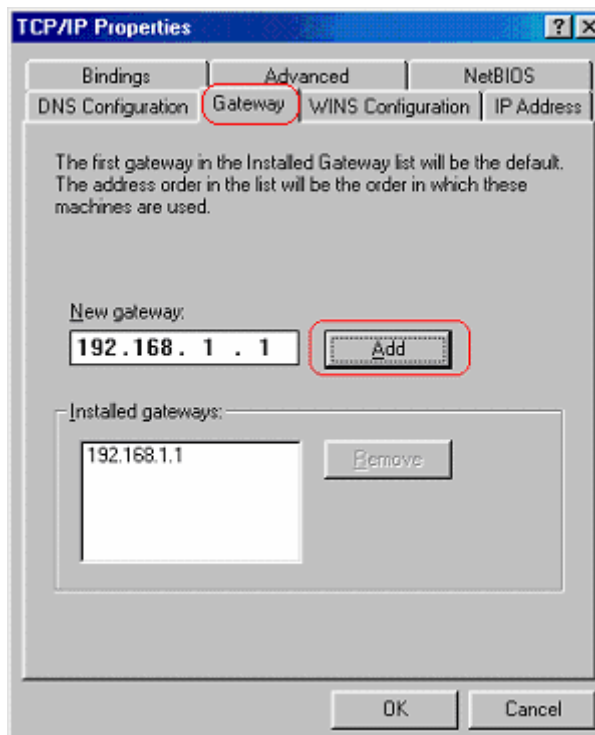 TCP/IP Properties
? X
Bindings Advanced NetBIOS
DNS Configuration Gateway WINS Configuration IP Address
The first gateway in the Installed Gateway list will be the default.
The address order in the list will be the order in which these
machines are used.
New gateway:
192.168. 1 . 1
Add
Installed gateways:
192.168.1.1
Remove
OK Cancel